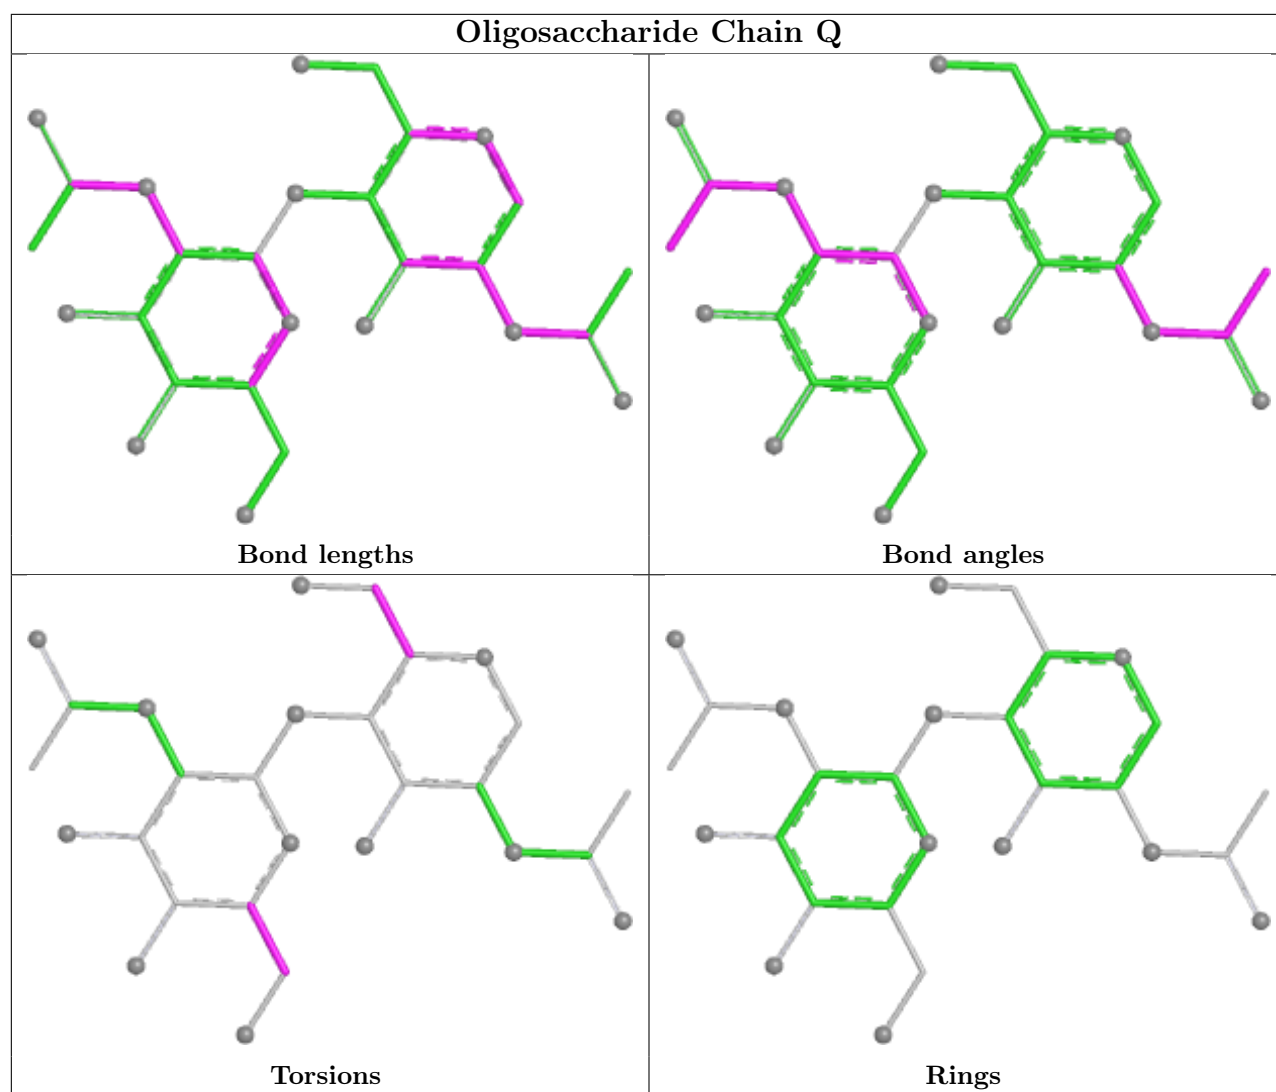 Oligosaccharide Chain Q
Bond lengths
Bond angles
Torsions
Rings